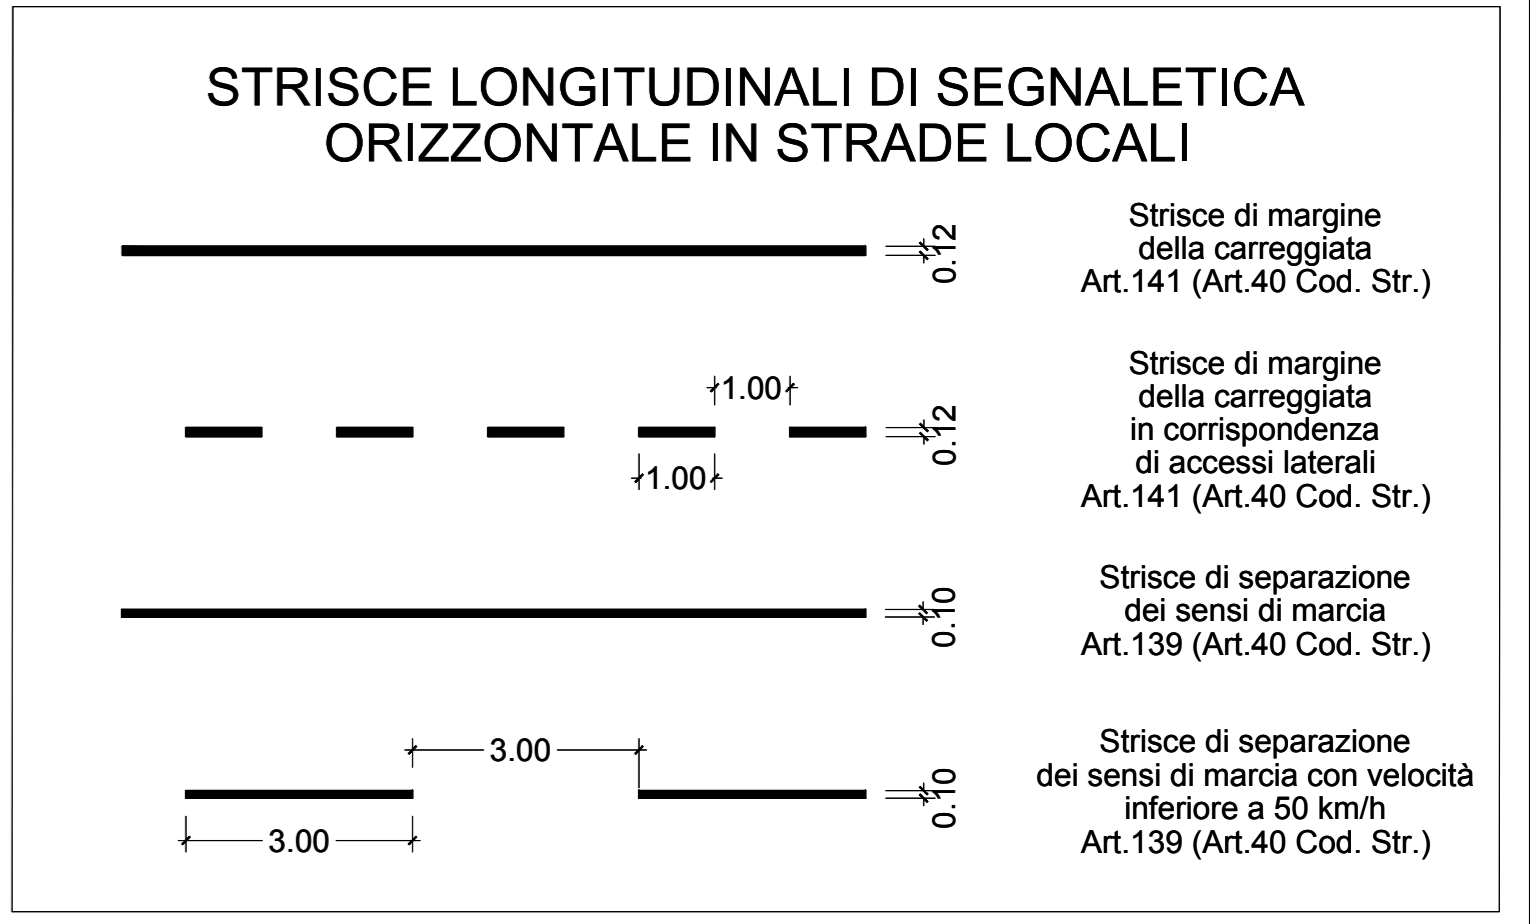 STRISCE LONGITUDINALI DI SEGNALETICA
ORIZZONTALE IN STRADE LOCALI
0.12
Strisce di margine
della carreggiata
Art.141 (Art.40 Cod. Str.)
1.00
1.00
0.12
Strisce di margine
della carreggiata
in corrispondenza
di accessi laterali
Art.141 (Art.40 Cod. Str.)
0.10
Strisce di separazione
dei sensi di marcia
Art.139 (Art.40 Cod. Str.)
3.00
3.00
0.10
Strisce di separazione
dei sensi di marcia con velocità
inferiore a 50 km/h
Art.139 (Art.40 Cod. Str.)